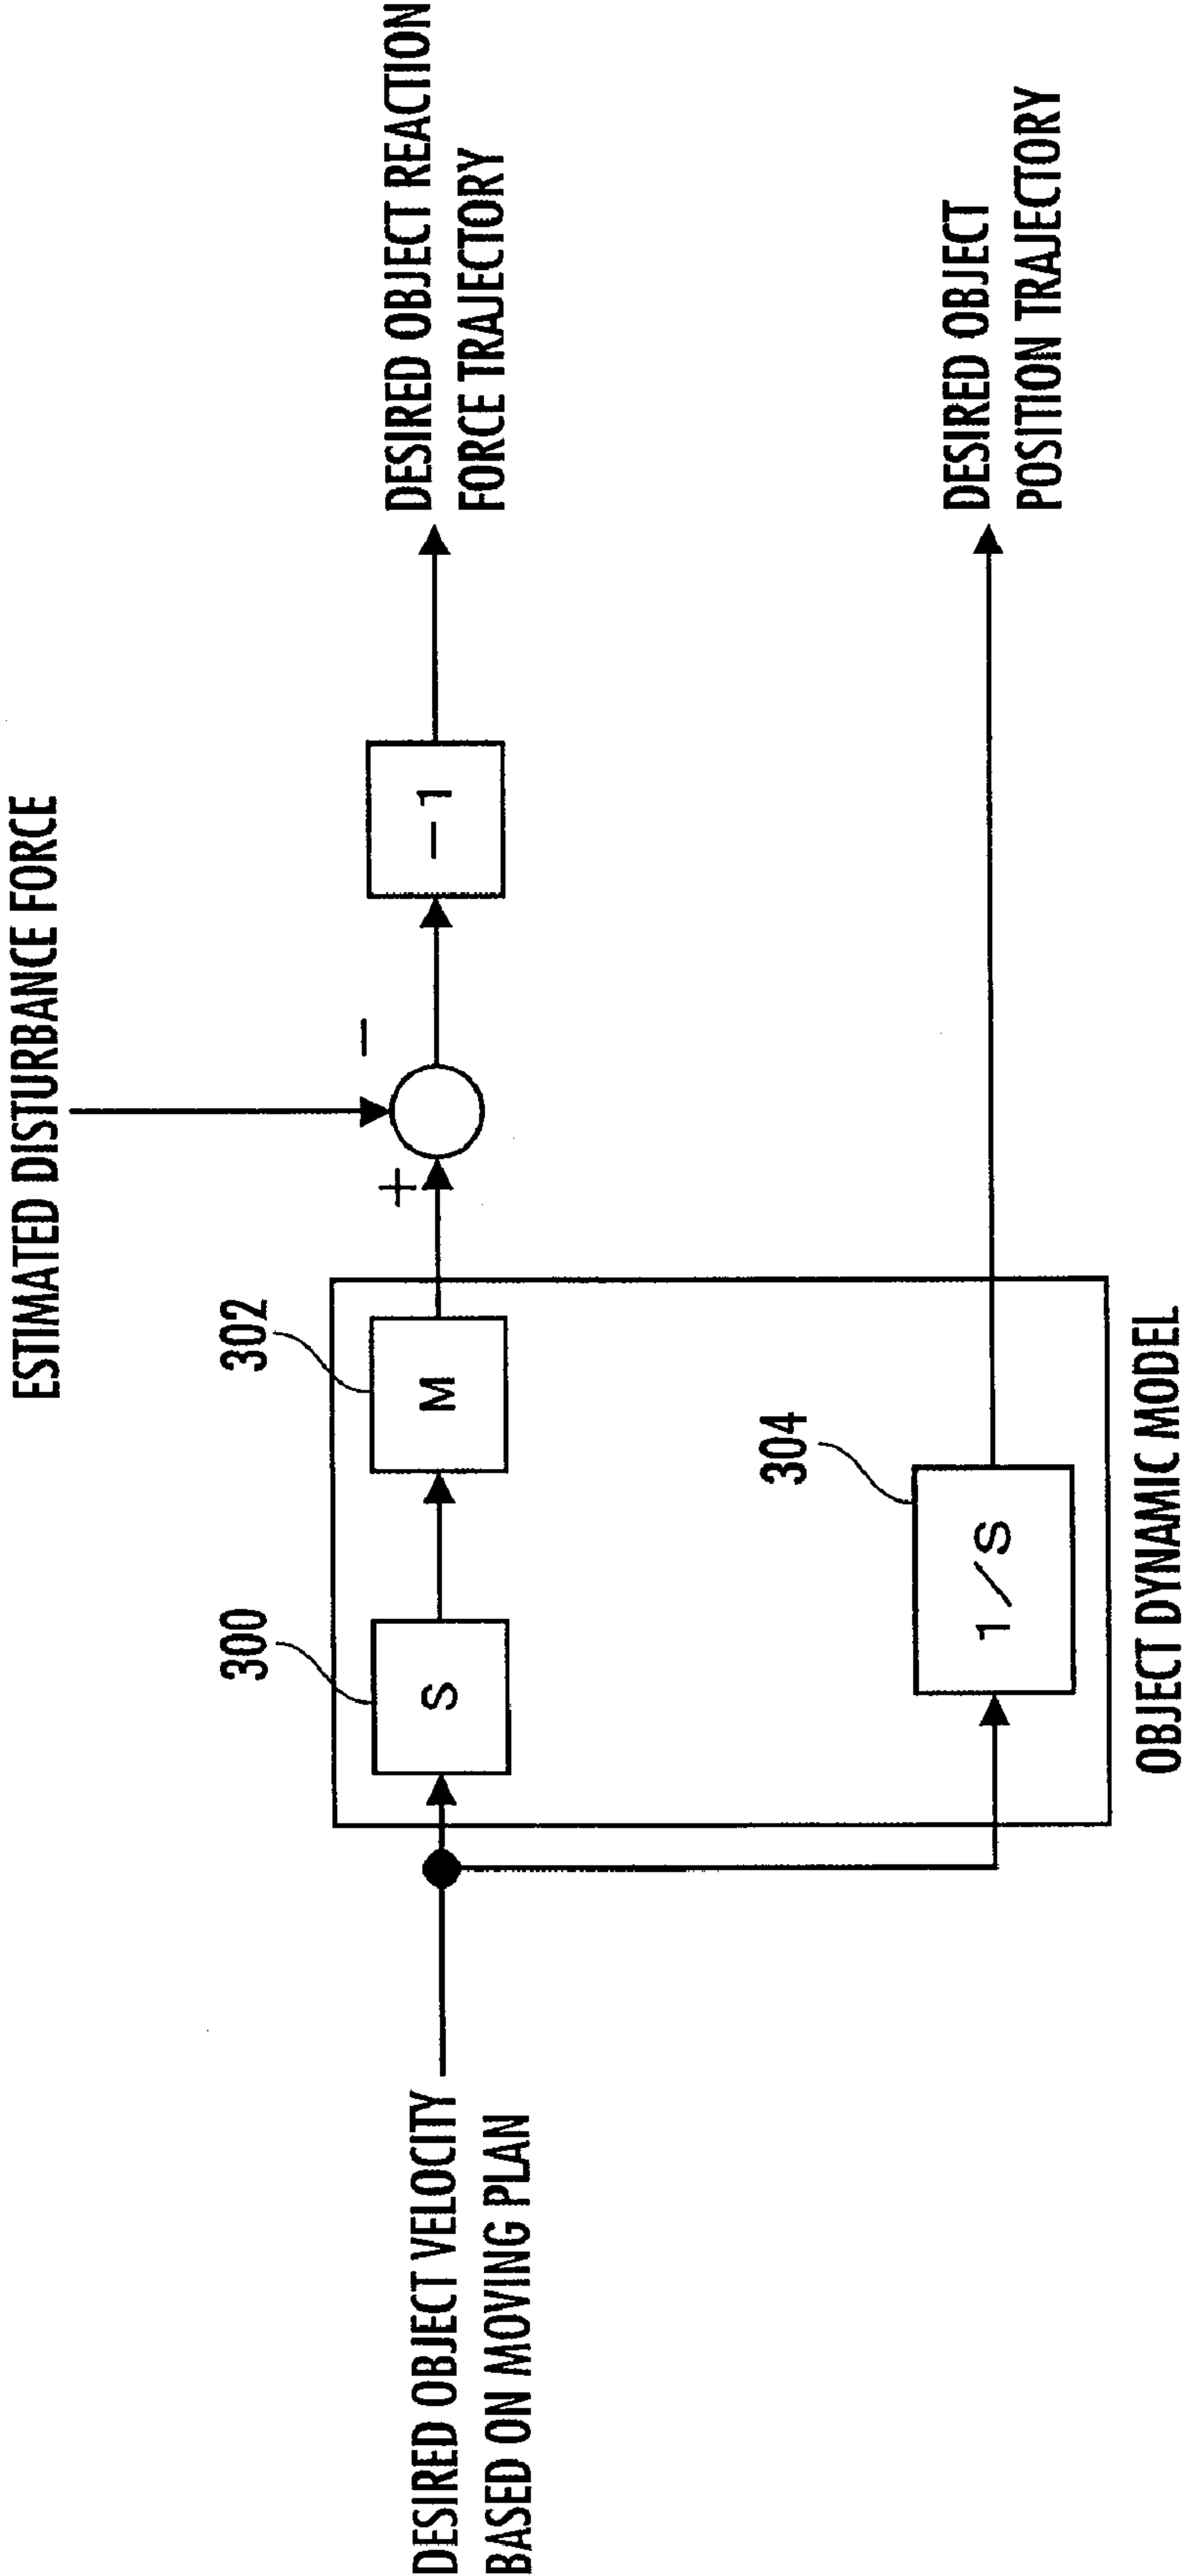 ESTIMATED DISTURBANCE FORCE
300
302
+
−
DESIRED OBJECT VELOCITY
BASED ON MOVING PLAN
S
M
−1
DESIRED OBJECT REACTION
FORCE TRAJECTORY
304
1/S
DESIRED OBJECT
POSITION TRAJECTORY
OBJECT DYNAMIC MODEL